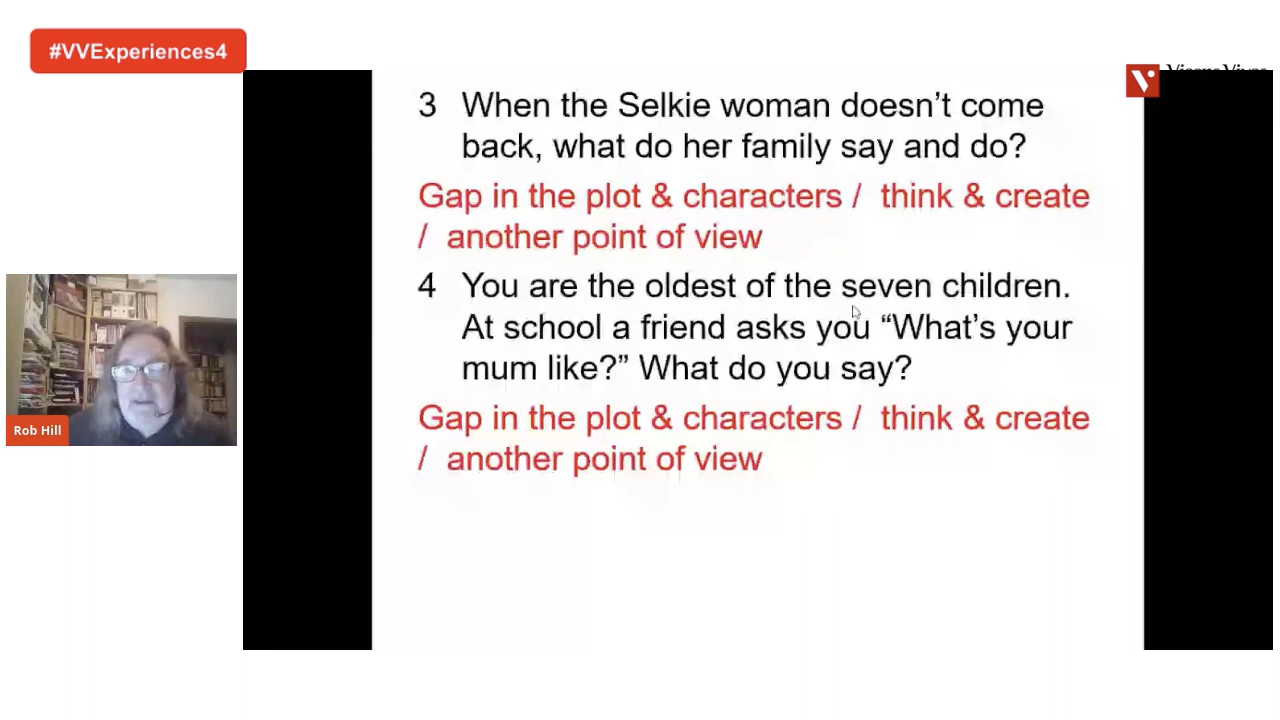 #VVExperiences4
3 When the Selkie woman doesn’t come
back, what do her family say and do?
Gap in the plot & characters / think & create
/ another point of view
4 You are the oldest of the seven children.
At school a friend asks you “What’s your
mum like?” What do you say?
Gap in the plot & characters / think & create
/ another point of view
Rob Hill